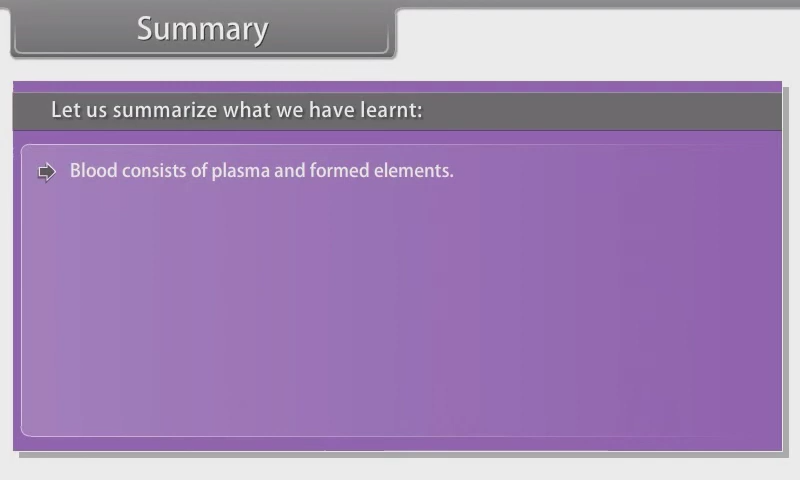 Summary
Let us summarize what we have learnt:
Blood consists of plasma and formed elements.